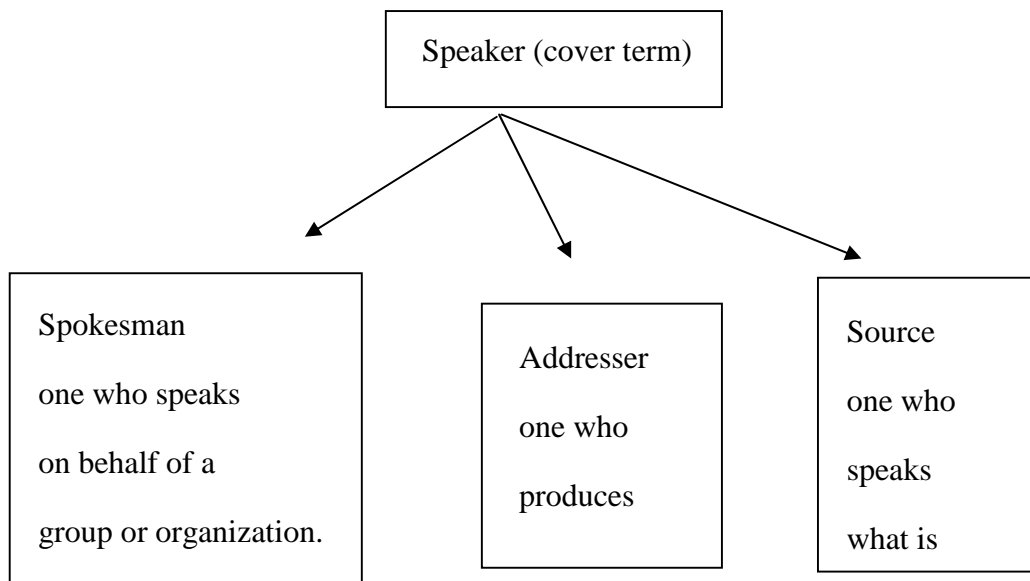 Speaker (cover term)
Spokesman
one who speaks
on behalf of a
group or organization.
Addresser
one who
produces
Source
one who
speaks
what is